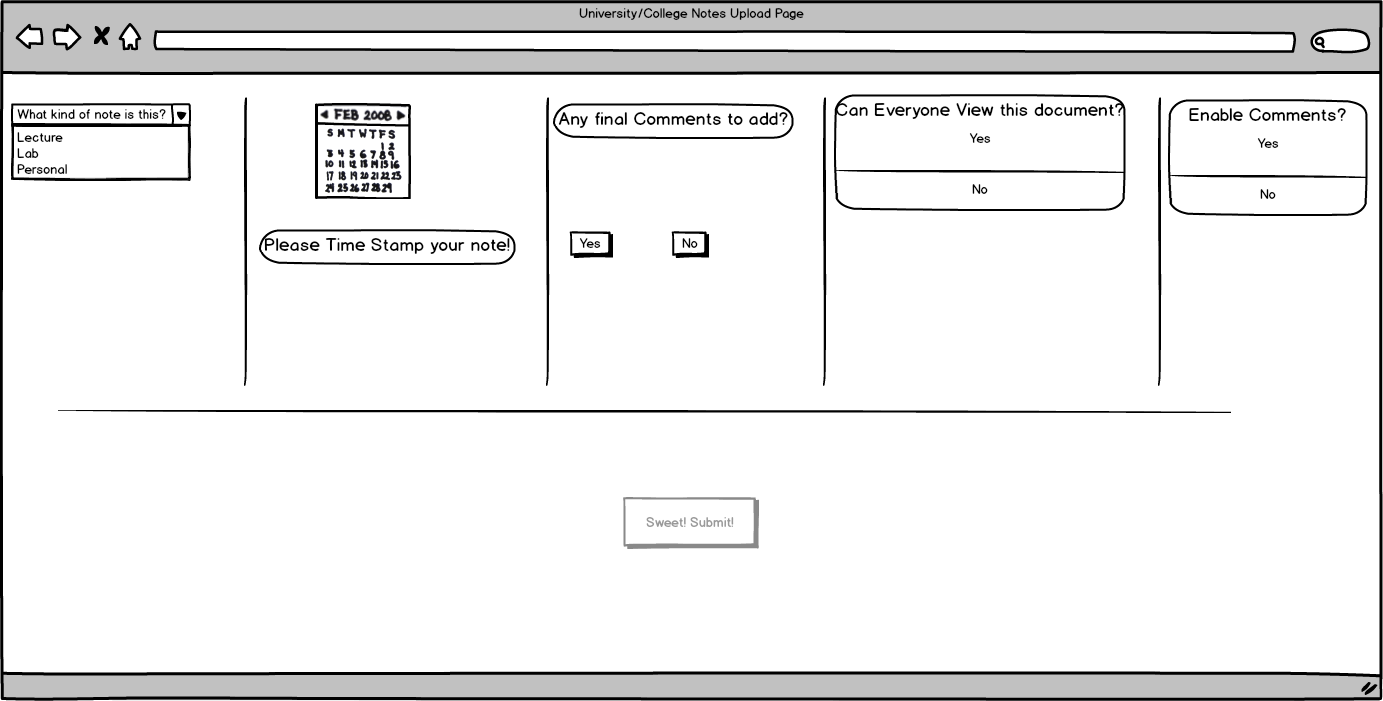 University/College Notes Upload Page
What kind of note is this?
Lecture
Lab
Personal
FEB 2008
S M T W T F S
1 2
3 4 5 6 7 8 9
10 11 12 13 14 15 16
17 18 19 20 21 22 23
24 25 26 27 28 29
Please Time Stamp your note!
Any final Comments to add?
Yes No
Can Everyone View this document?
Yes
No
Enable Comments?
Yes
No
Sweet! Submit!